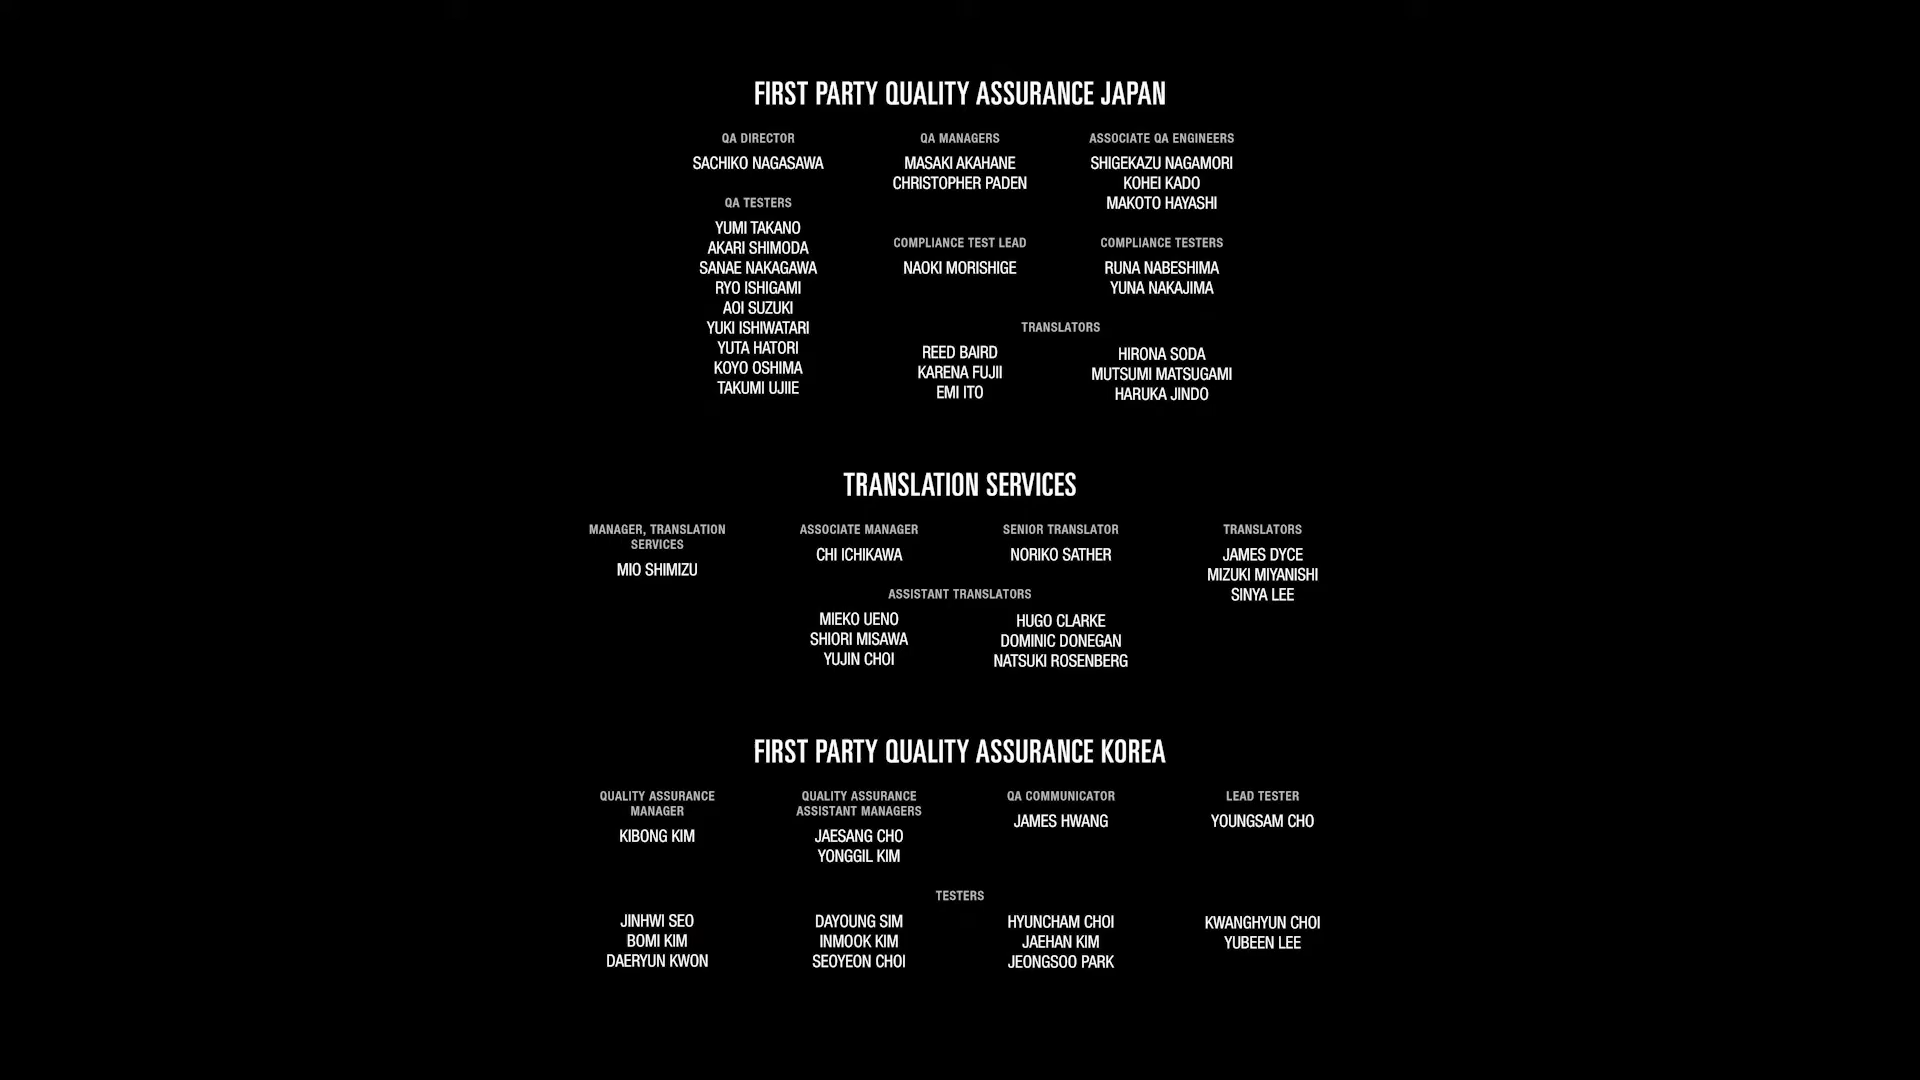 FIRST PARTY QUALITY ASSURANCE JAPAN
QA DIRECTOR
SACHIKO NAGASAWA
QA TESTERS
YUMI TAKANO
AKARI SHIMODA
SANAE NAKAGAWA
RYO ISHIGAMI
AOI SUZUKI
YUKI ISHIWATARI
YUTA HATORI
KOYO OSHIMA
TAKUMI UJIIE
QA MANAGERS
MASAKI AKAHANE
CHRISTOPHER PADEN
ASSOCIATE QA ENGINEERS
SHIGEKAZU NAGAMORI
KOHEI KADO
MAKOTO HAYASHI
COMPLIANCE TEST LEAD
NAOKI MORISHIGE
COMPLIANCE TESTERS
RUNA NABESHIMA
YUNA NAKAJIMA
TRANSLATORS
REED BAIRD
KARENA FUJII
EMI ITO
HIRONA SODA
MUTSUMI MATSUGAMI
HARUKA JINDO
TRANSLATION SERVICES
MANAGER, TRANSLATION
SERVICES
MIO SHIMIZU
ASSOCIATE MANAGER
CHI ICHIKAWA
SENIOR TRANSLATOR
NORIKO SATHER
TRANSLATORS
JAMES DYCE
MIZUKI MIYANISHI
SINYA LEE
ASSISTANT TRANSLATORS
MIEKO UENO
SHIORI MISAWA
YUJIN CHOI
HUGO CLARKE
DOMINIC DONEGAN
NATSUKI ROSENBERG
FIRST PARTY QUALITY ASSURANCE KOREA
QUALITY ASSURANCE
MANAGER
KIBONG KIM
QUALITY ASSURANCE
ASSISTANT MANAGERS
JAESANG CHO
YONGGIL KIM
QA COMMUNICATOR
JAMES HWANG
LEAD TESTER
YOUNGSAM CHO
TESTERS
JINHWI SEO
BOMI KIM
DAERYUN KWON
DAYOUNG SIM
INMOOK KIM
SEOYEON CHOI
HYUNCHAM CHOI
JAEHAN KIM
JEONGSOO PARK
KWANGHYUN CHOI
YUBEEN LEE